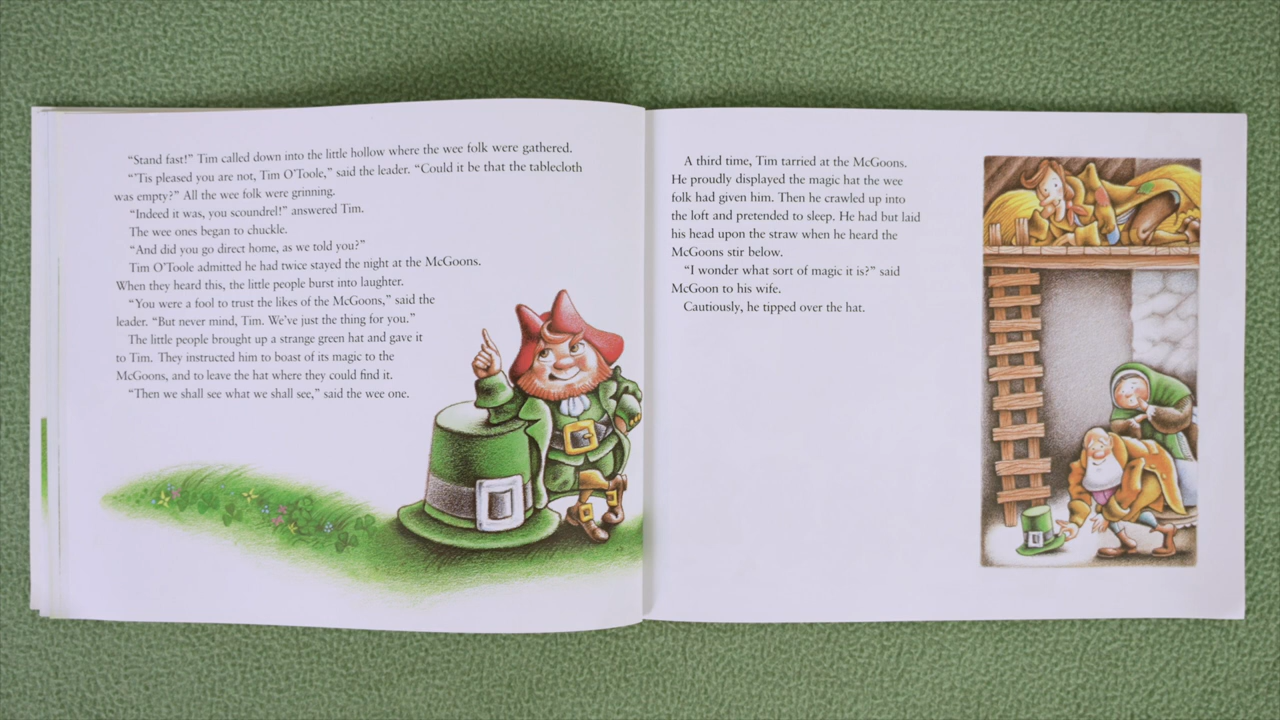 “Stand fast!” Tim called down into the little hollow where the wee folk were gathered.
“’Tis pleased you are not, Tim O’Toole,” said the leader. “Could it be that the tablecloth
was empty?” All the wee folk were grinning.
“Indeed it was, you scoundrel!” answered Tim.
The wee ones began to chuckle.
“And did you go direct home, as we told you?”
Tim O’Toole admitted he had twice stayed the night at the McGoons.
When they heard this, the little people burst into laughter.
“You were a fool to trust the likes of the McGoons,” said the
leader. “But never mind, Tim. We’ve just the thing for you.”
The little people brought up a strange green hat and gave it
to Tim. They instructed him to boast of its magic to the
McGoons, and to leave the hat where they could find it.
“Then we shall see what we shall see,” said the wee one.
A third time, Tim tarried at the McGoons.
He proudly displayed the magic hat the wee
folk had given him. Then he crawled up into
the loft and pretended to sleep. He had but laid
his head upon the straw when he heard the
McGoons stir below.
“I wonder what sort of magic it is?” said
McGoon to his wife.
Cautiously, he tipped over the hat.